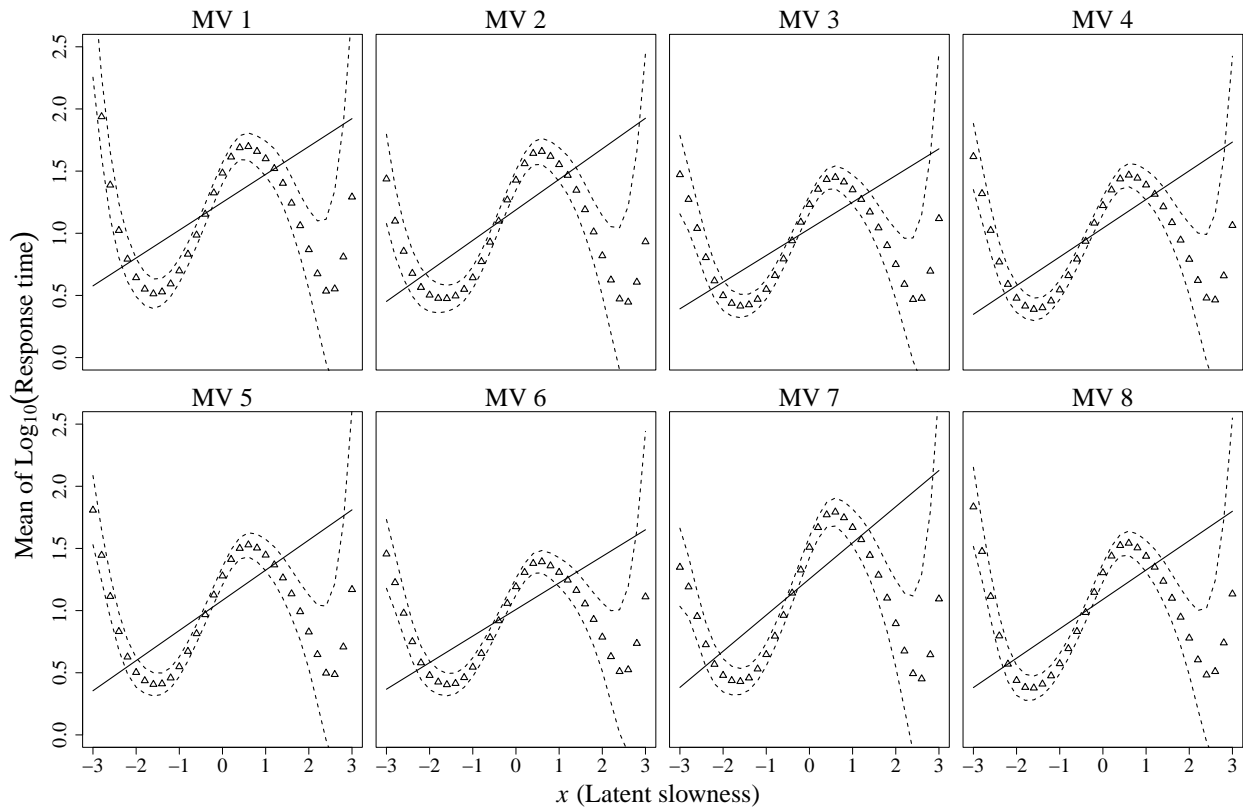 MV 1
MV 2
MV 3
MV 4
2.5
2.0
1.5
1.0
0.5
0.0
MV 5
MV 6
MV 7
MV 8
2.5
2.0
1.5
1.0
0.5
0.0
Mean of Log₁₀(Response time)
−3 −2 −1 0 1 2 3
−3 −2 −1 0 1 2 3
−3 −2 −1 0 1 2 3
−3 −2 −1 0 1 2 3
x (Latent slowness)